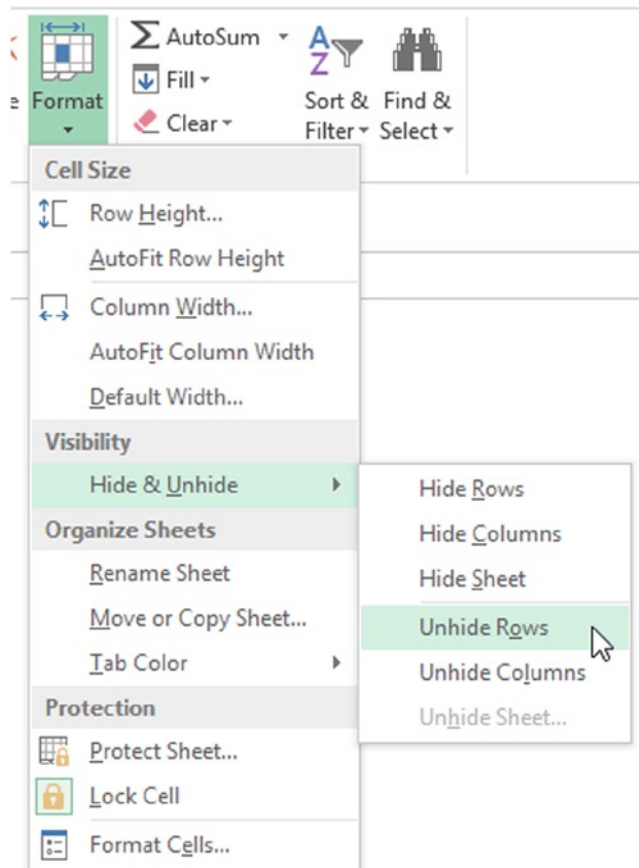 AutoSum
Fill
Clear
e
Format
A
Z
Sort &
Filter
Find &
Select
Cell Size
Row Height...
AutoFit Row Height
Column Width...
AutoFit Column Width
Default Width...
Visibility
Hide & Unhide
Hide Rows
Hide Columns
Hide Sheet
Unhide Rows
Unhide Columns
Unhide Sheet...
Organize Sheets
Rename Sheet
Move or Copy Sheet...
Tab Color
Protection
Protect Sheet...
Lock Cell
Format Cells...